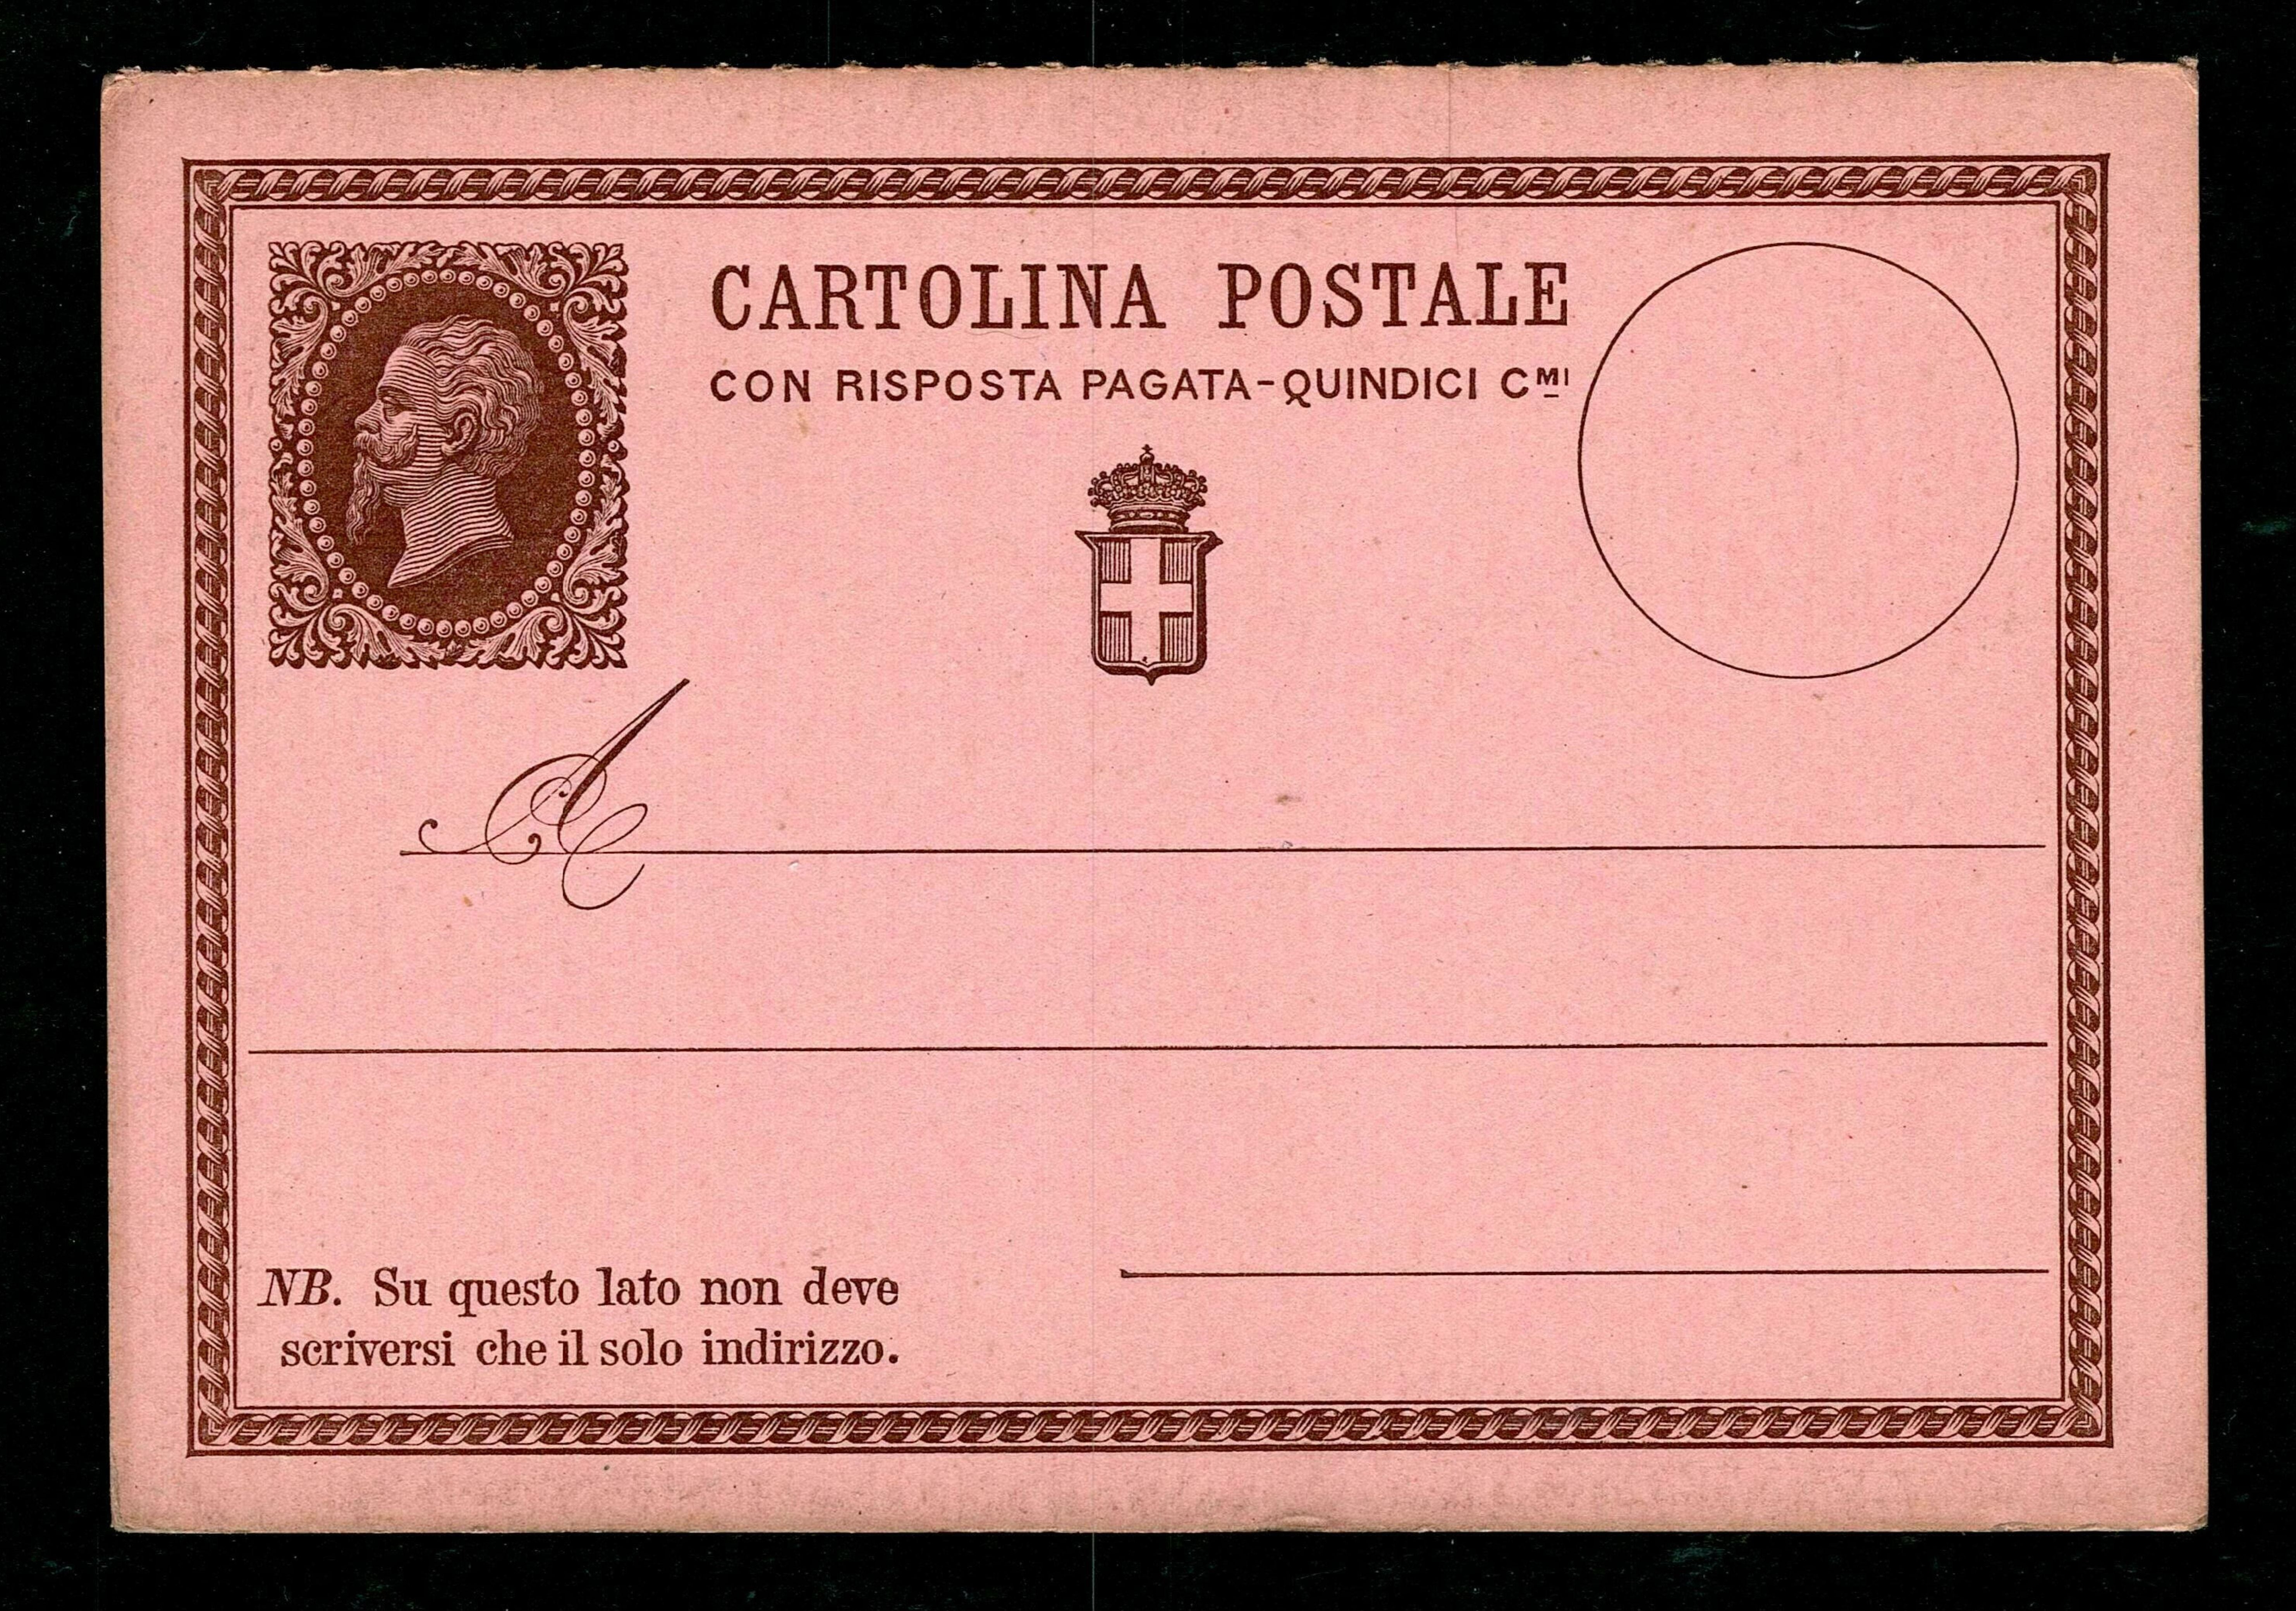 CARTOLINA POSTALE
CON RISPOSTA PAGATA-QUINDICI CMI
A
NB. Su questo lato non deve
scriversi che il solo indirizzo.